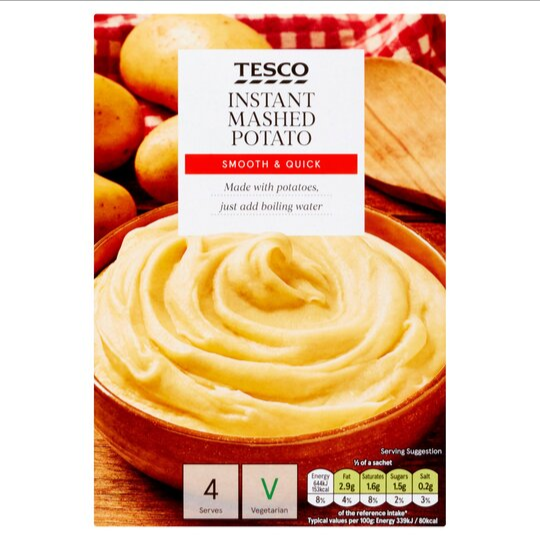 TESCO
INSTANT
MASHED
POTATO
SMOOTH & QUICK
Made with potatoes,
just add boiling water
Serving Suggestion
½ of a sachet
Energy Fat Saturates Sugars Salt
644kJ 2.9g 1.6g 1.5g 0.2g
153kcal
8% 4% 8% 2% 3%
of the reference intake*
Typical values per 100g: Energy 339kJ / 80kcal
4
Serves
V
Vegetarian